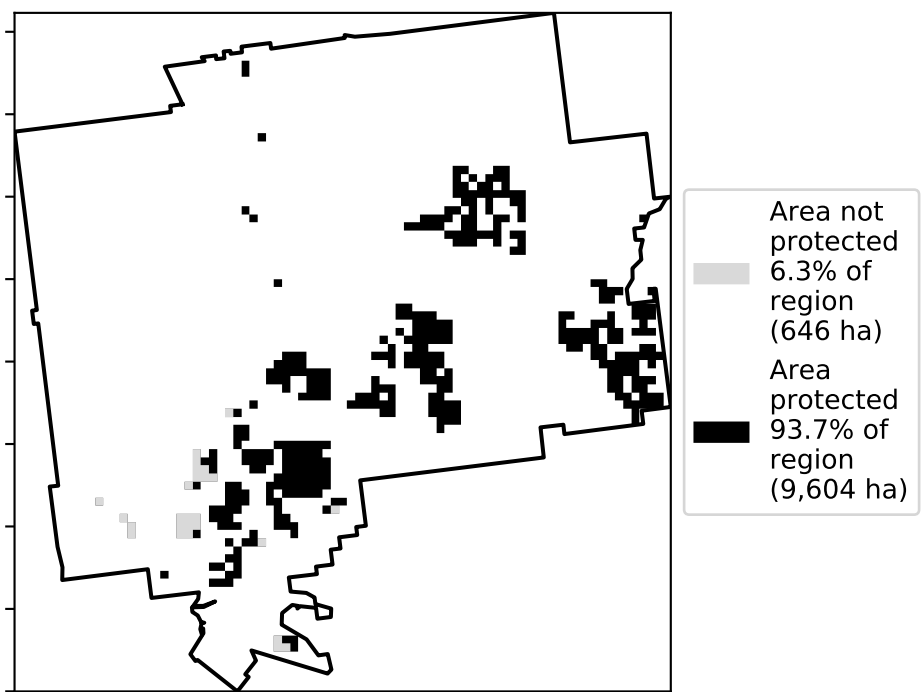 Area not
protected
6.3% of
region
(646 ha)
Area
protected
93.7% of
region
(9,604 ha)